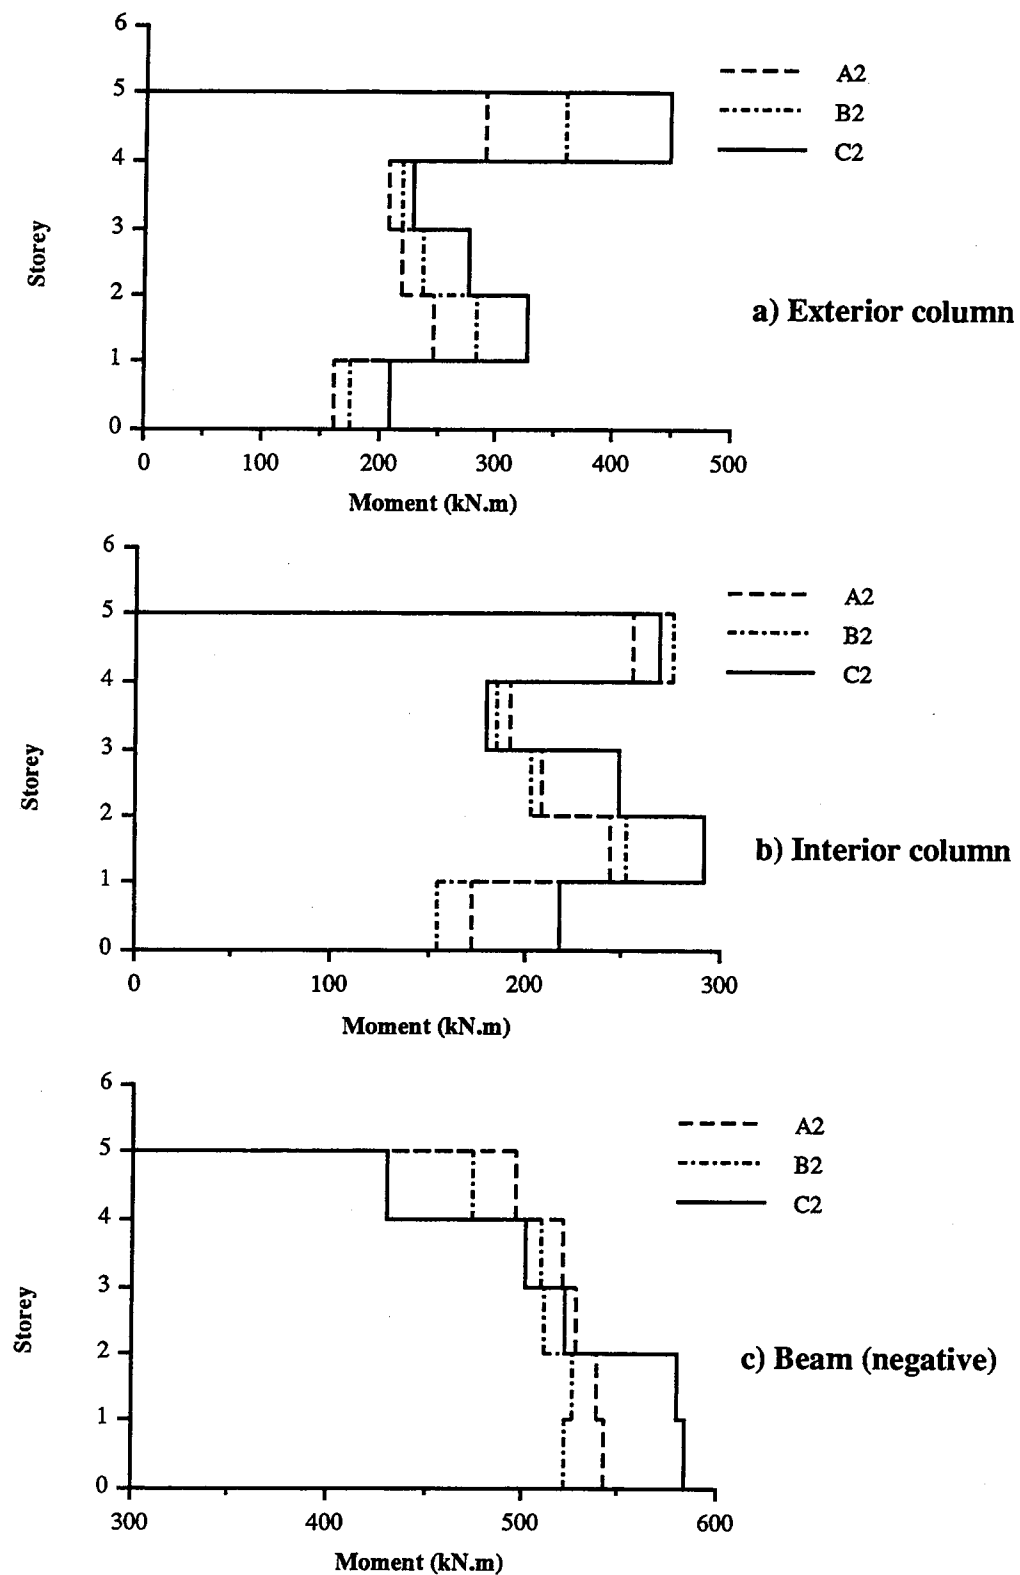 6
5
4
3
2
1
0
Storey
0 100 200 300 400 500
Moment (kN.m)
A2
B2
C2
a) Exterior column
6
5
4
3
2
1
0
Storey
0 100 200 300
Moment (kN.m)
A2
B2
C2
b) Interior column
6
5
4
3
2
1
0
Storey
300 400 500 600
Moment (kN.m)
A2
B2
C2
c) Beam (negative)